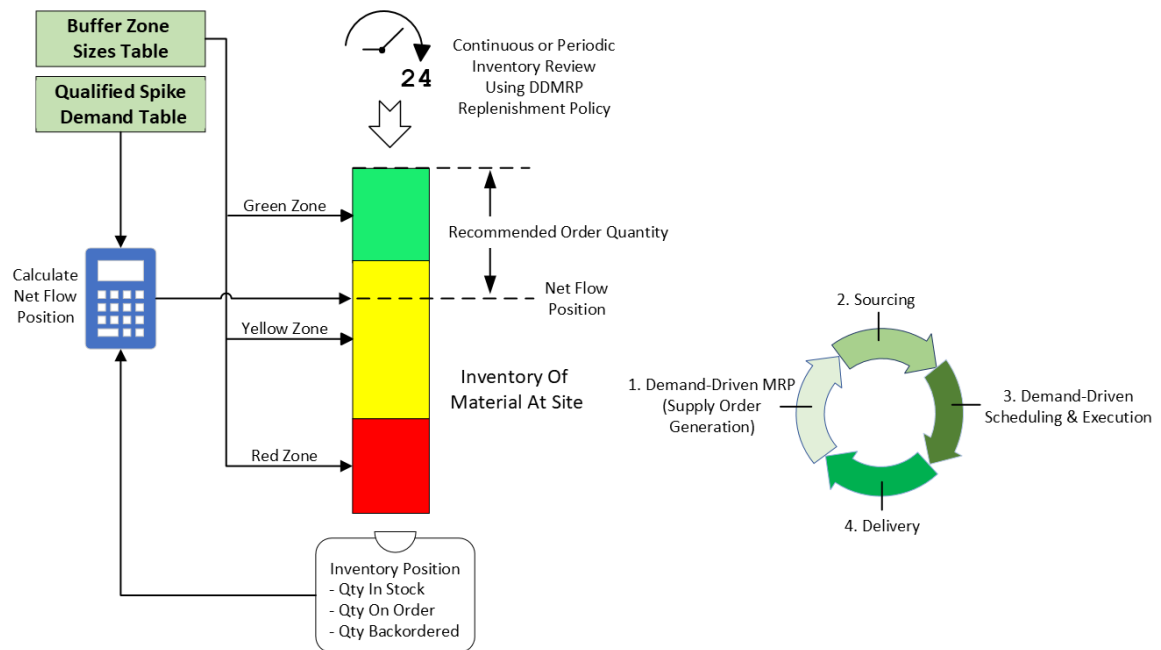 Buffer Zone
Sizes Table
Qualified Spike
Demand Table
24
Continuous or Periodic
Inventory Review
Using DDMRP
Replenishment Policy
Green Zone
Recommended Order Quantity
Calculate
Net Flow
Position
Net Flow
Position
Yellow Zone
Inventory Of
Material At Site
Red Zone
Inventory Position
- Qty In Stock
- Qty On Order
- Qty Backordered
2. Sourcing
1. Demand-Driven MRP
(Supply Order
Generation)
3. Demand-Driven
Scheduling & Execution
4. Delivery